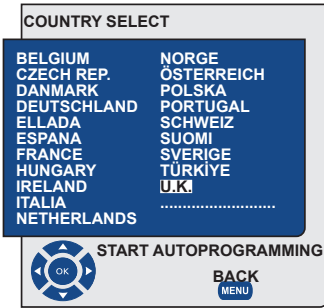 COUNTRY SELECT
BELGIUM
CZECH REP.
DANMARK
DEUTSCHLAND
ELLADA
ESPANA
FRANCE
HUNGARY
IRELAND
ITALIA
NETHERLANDS
NORGE
ÖSTERREICH
POLSKA
PORTUGAL
SCHWEIZ
SUOMI
SVERIGE
TÜRKİYE
U.K.
..........................
OK
START AUTOPROGRAMMING
BACK
MENU